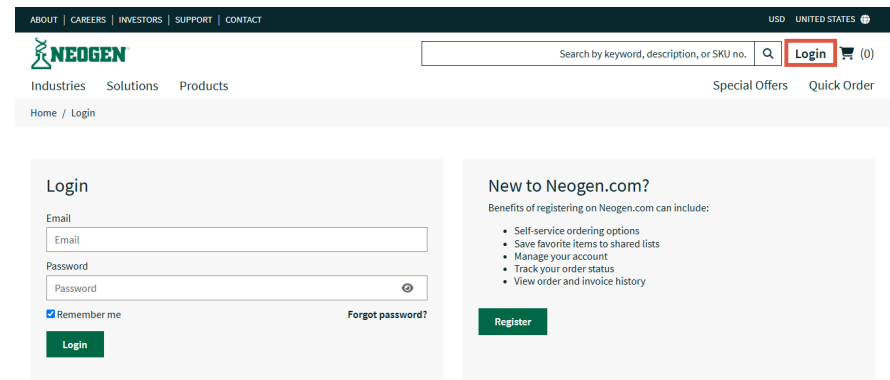 ABOUT | CAREERS | INVESTORS | SUPPORT | CONTACT
USD UNITED STATES
NEOGEN
Search by keyword, description, or SKU no.
Login
(0)
Industries Solutions Products
Special Offers Quick Order
Home / Login
Login
Email
Email
Password
Password
Remember me
Forgot password?
Login
New to Neogen.com?
Benefits of registering on Neogen.com can include:
• Self-service ordering options
• Save favorite items to shared lists
• Manage your account
• Track your order status
• View order and invoice history
Register